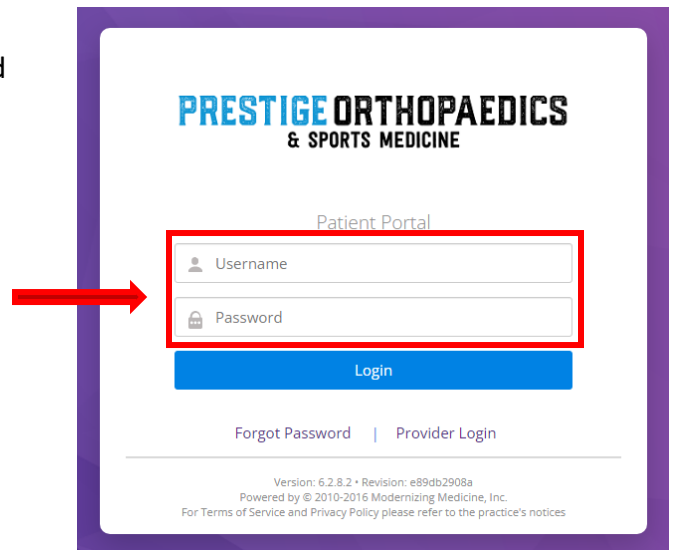 PRESTIGE ORTHOPAEDICS
& SPORTS MEDICINE
Patient Portal
Username
Password
Login
Forgot Password | Provider Login
Version: 6.2.8.2 • Revision: e89db2908a
Powered by © 2010-2016 Modernizing Medicine, Inc.
For Terms of Service and Privacy Policy please refer to the practice's notices